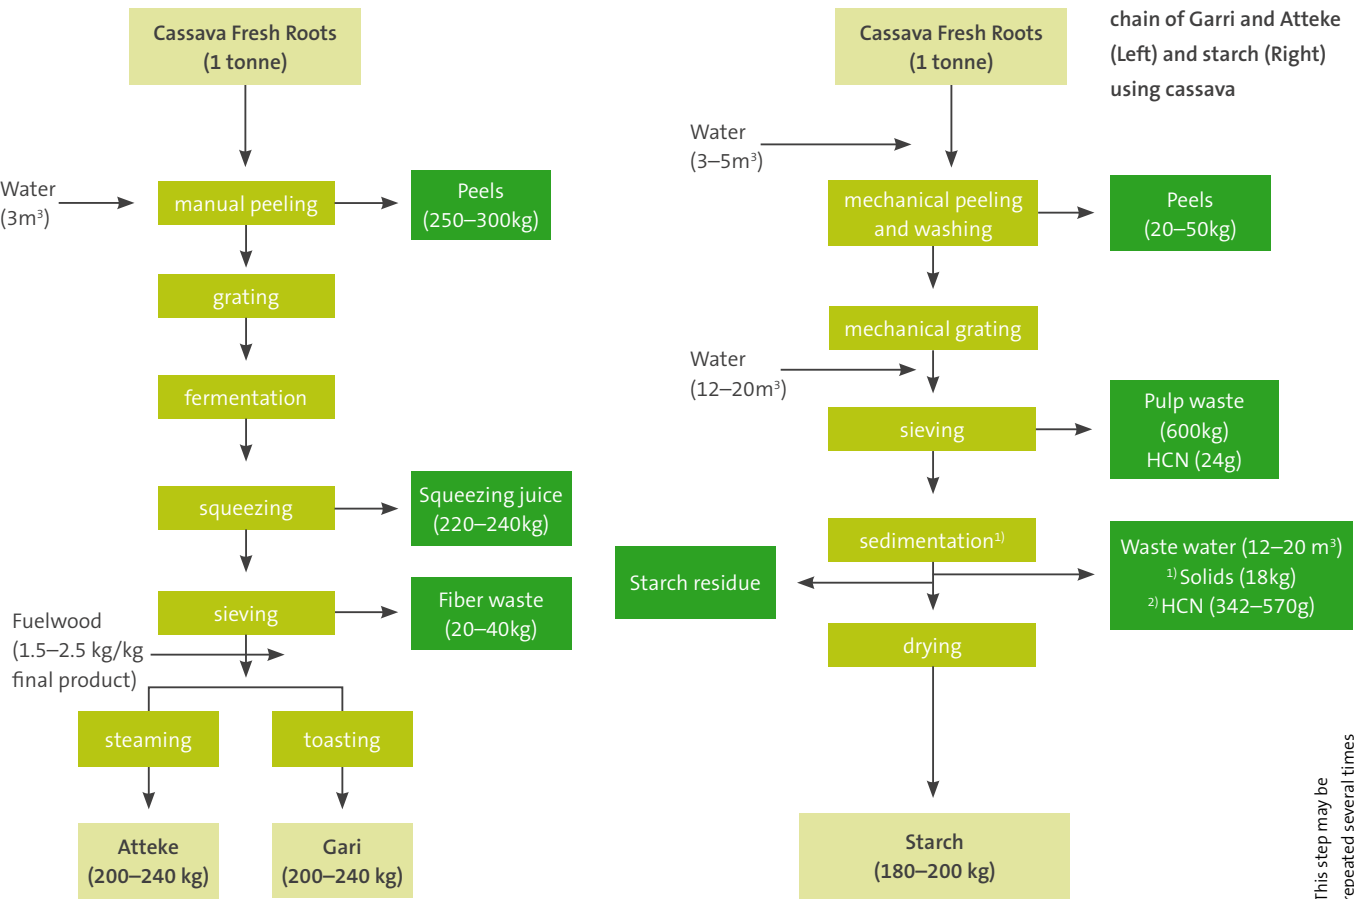 chain of Garri and Atteke
(Left) and starch (Right)
using cassava
Cassava Fresh Roots
(1 tonne)
Water
(3m³)
manual peeling
Peels
(250–300kg)
grating
fermentation
squeezing
Squeezing juice
(220–240kg)
sieving
Fiber waste
(20–40kg)
Fuelwood
(1.5–2.5 kg/kg
final product)
steaming
toasting
Atteke
(200–240 kg)
Gari
(200–240 kg)
Cassava Fresh Roots
(1 tonne)
Water
(3–5m³)
mechanical peeling
and washing
Peels
(20–50kg)
mechanical grating
Water
(12–20m³)
sieving
Pulp waste
(600kg)
HCN (24g)
sedimentation¹⁾
Starch residue
Waste water (12–20 m³)
¹⁾ Solids (18kg)
²⁾ HCN (342–570g)
drying
Starch
(180–200 kg)
This step may be
repeated several times